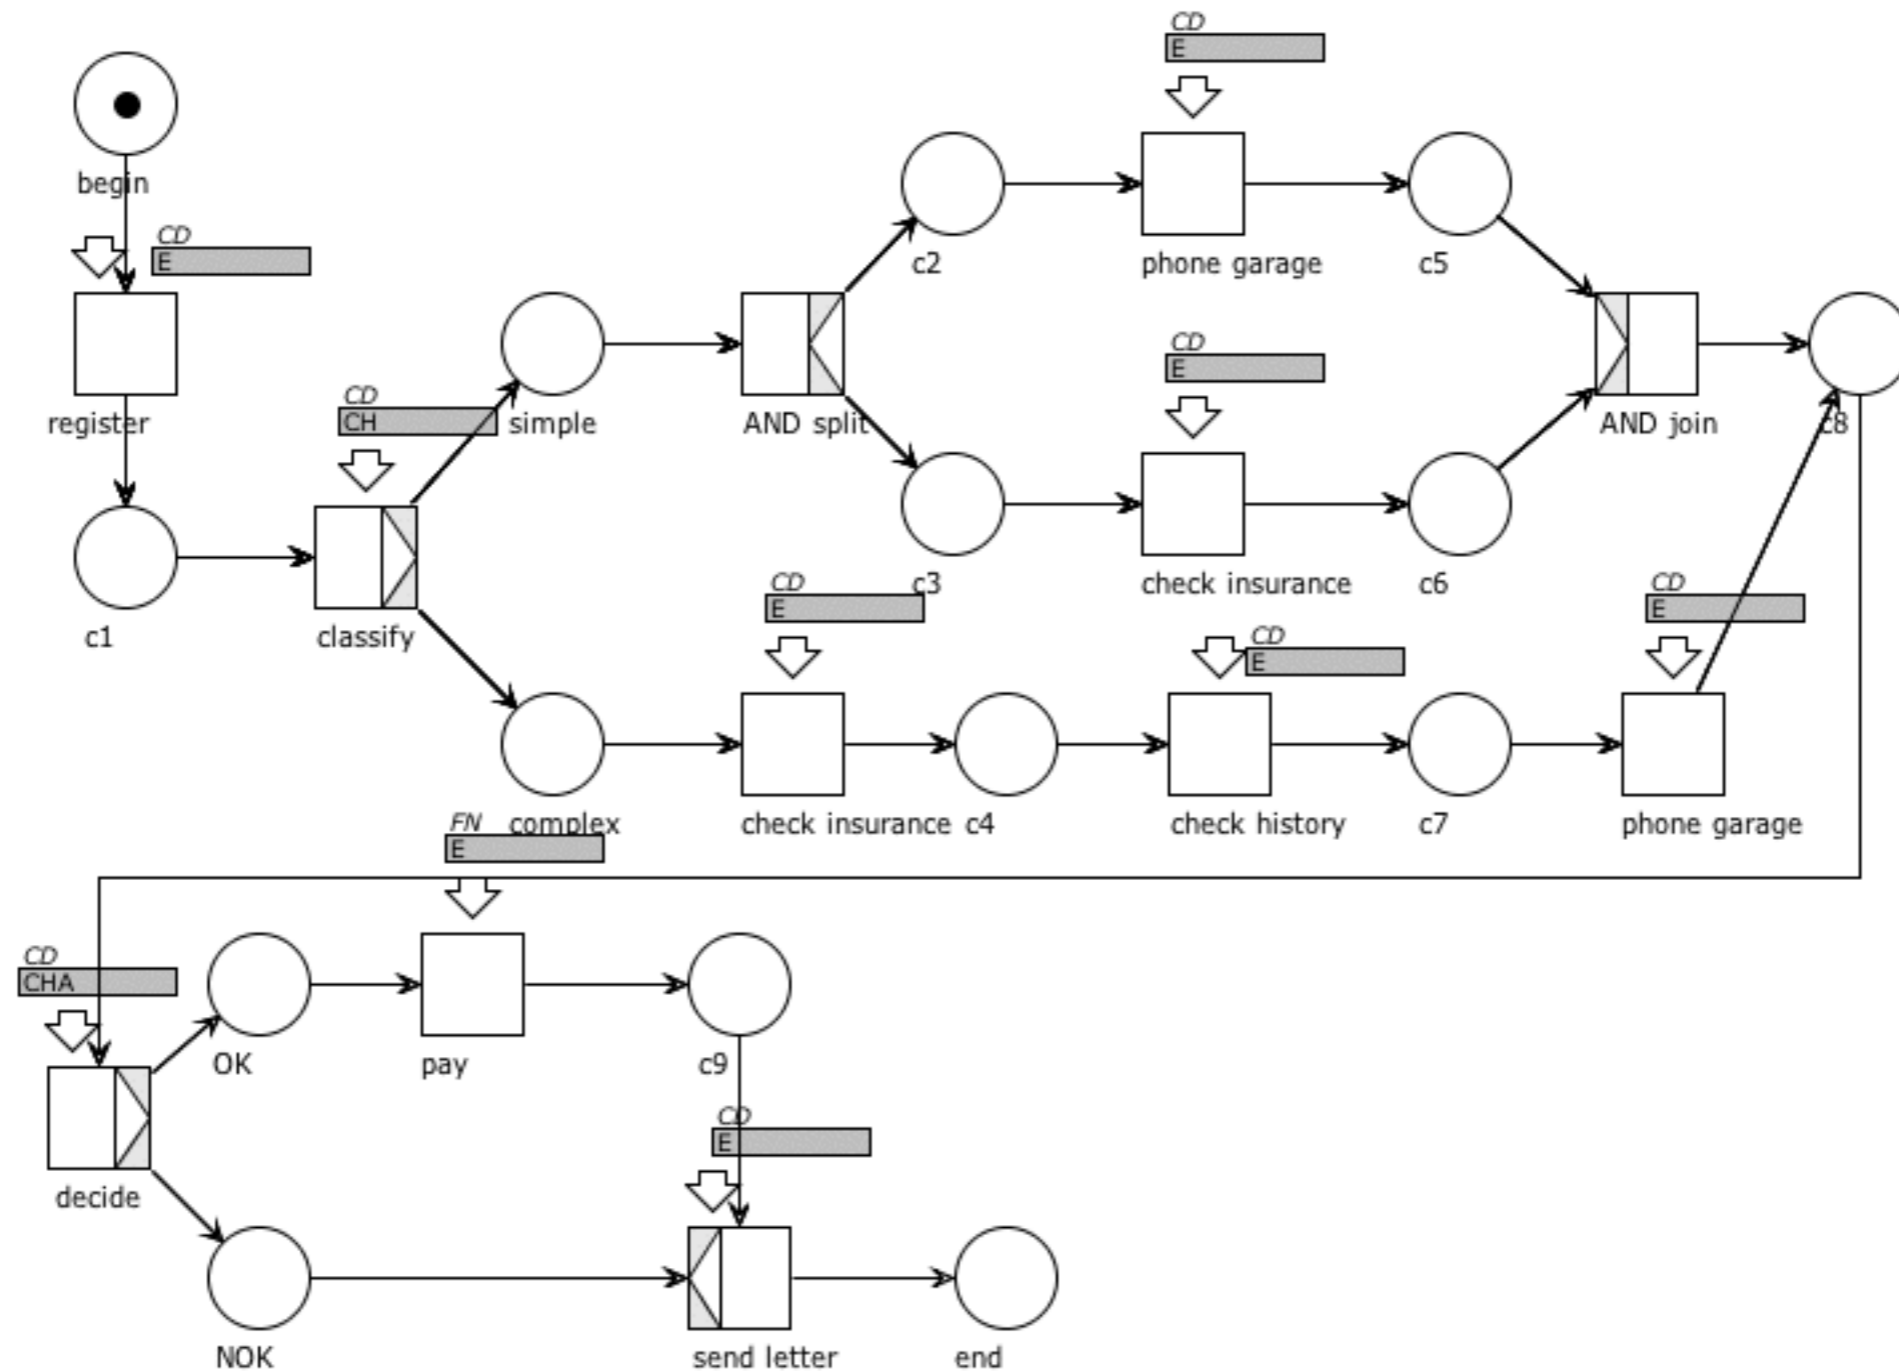 CD
E
begin
CD
E
c2
phone garage
c5
CD
E
register
CD
CH
simple
AND split
AND join
c8
c1
classify
c3
check insurance
c6
CD
E
CD
E
CD
E
complex
check insurance
c4
check history
c7
phone garage
FN
E
CD
CHA
OK
pay
c9
CD
E
decide
NOK
send letter
end